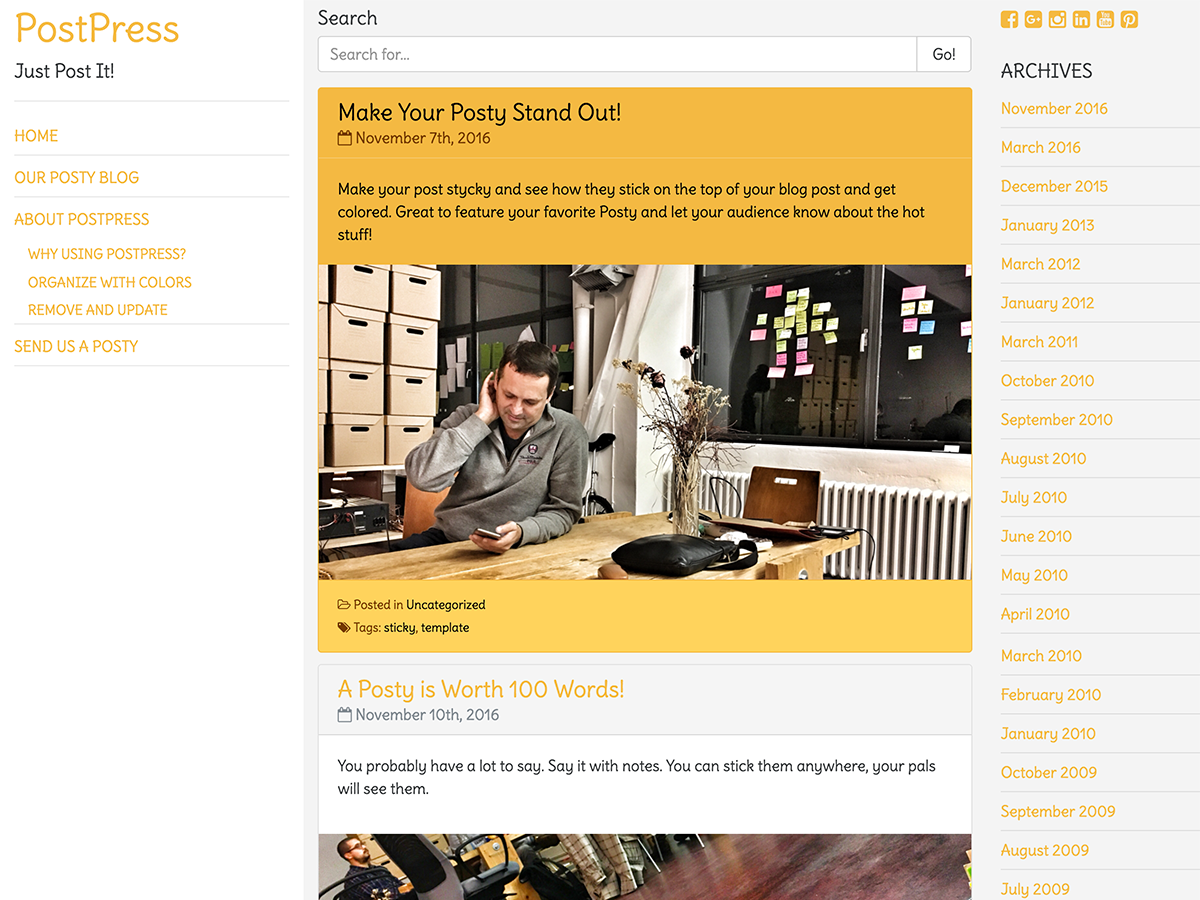 PostPress
Just Post It!
HOME
OUR POSTY BLOG
ABOUT POSTPRESS
WHY USING POSTPRESS?
ORGANIZE WITH COLORS
REMOVE AND UPDATE
SEND US A POSTY
Search
Search for...
Go!
Make Your Posty Stand Out!
November 7th, 2016
Make your post stycky and see how they stick on the top of your blog post and get
colored. Great to feature your favorite Posty and let your audience know about the hot
stuff!
Posted in Uncategorized
Tags: sticky, template
A Posty is Worth 100 Words!
November 10th, 2016
You probably have a lot to say. Say it with notes. You can stick them anywhere, your pals
will see them.
ARCHIVES
November 2016
March 2016
December 2015
January 2013
March 2012
January 2012
March 2011
October 2010
September 2010
August 2010
July 2010
June 2010
May 2010
April 2010
March 2010
February 2010
January 2010
October 2009
September 2009
August 2009
July 2009